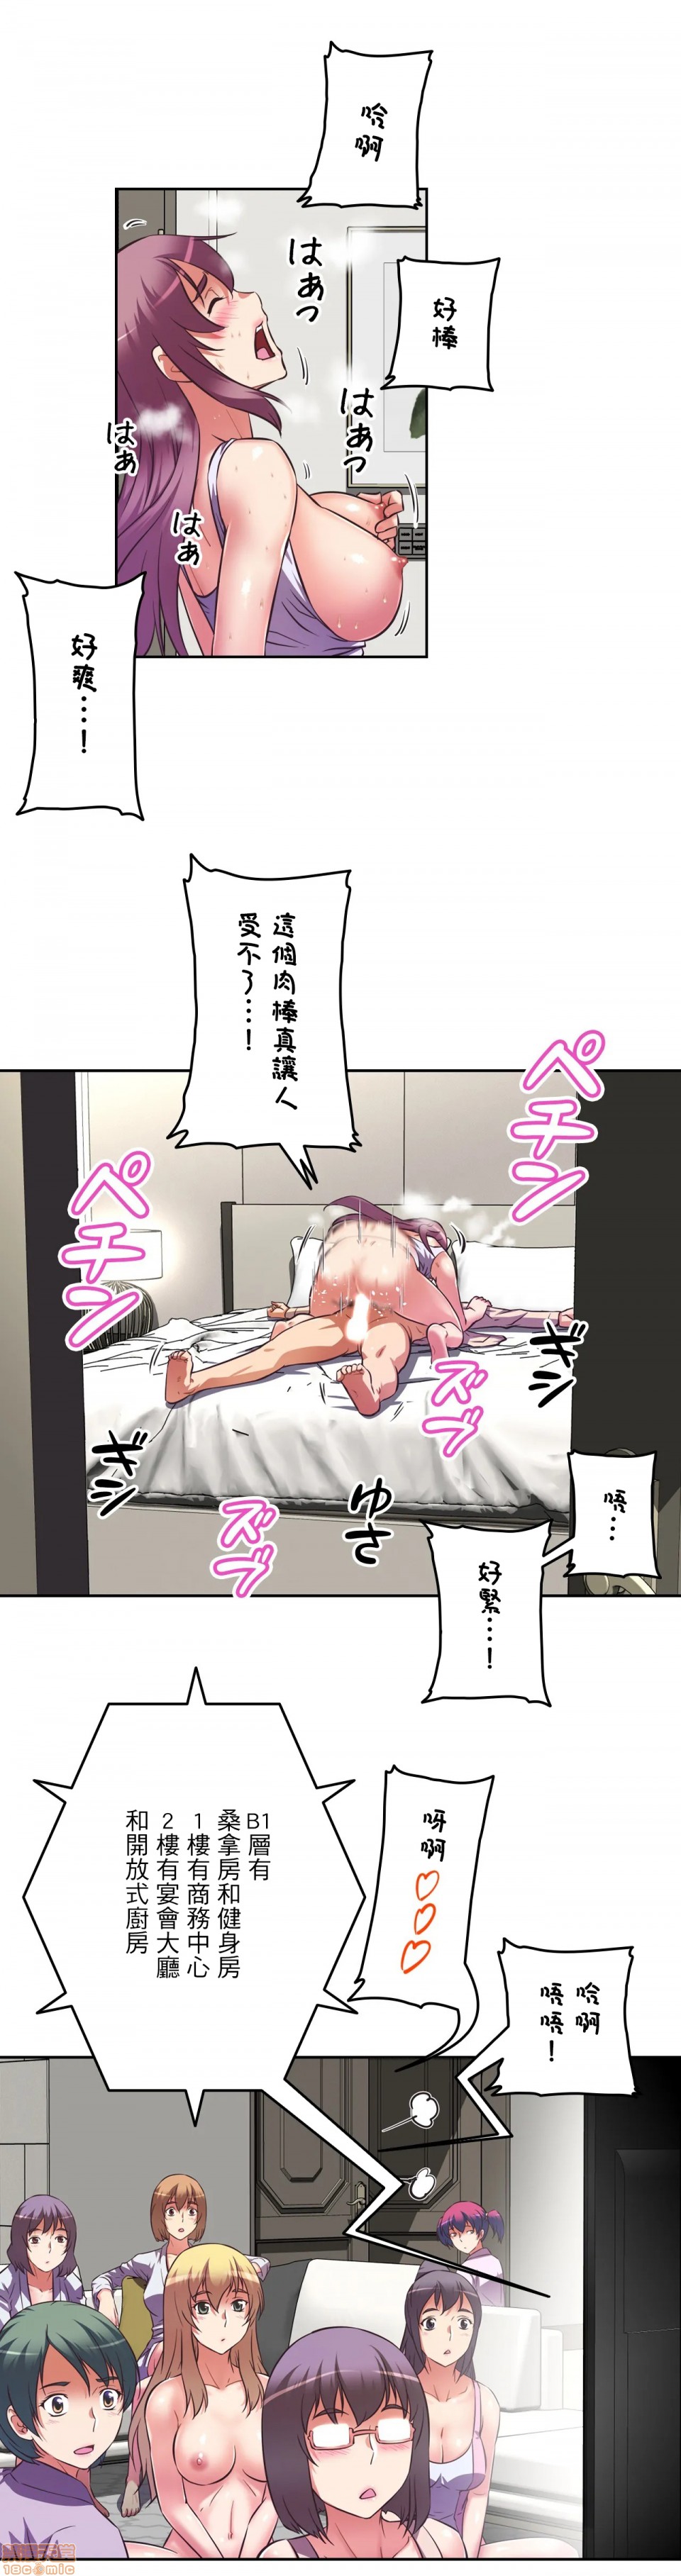 哈啊
はあっ
好棒
はあっ
はぁ
はぁ
好爽…！
這個肉棒真讓人
受不了…！
ペチン
ペチン
ギシ
ズブ
ギシ
ゆさ
ズブ
唔…
好緊…！
B1層有
桑拿房和健身房
1樓有商務中心
2樓有宴會大廳
和開放式廚房
呀啊♡♡♡
哈啊
唔唔！
18comic